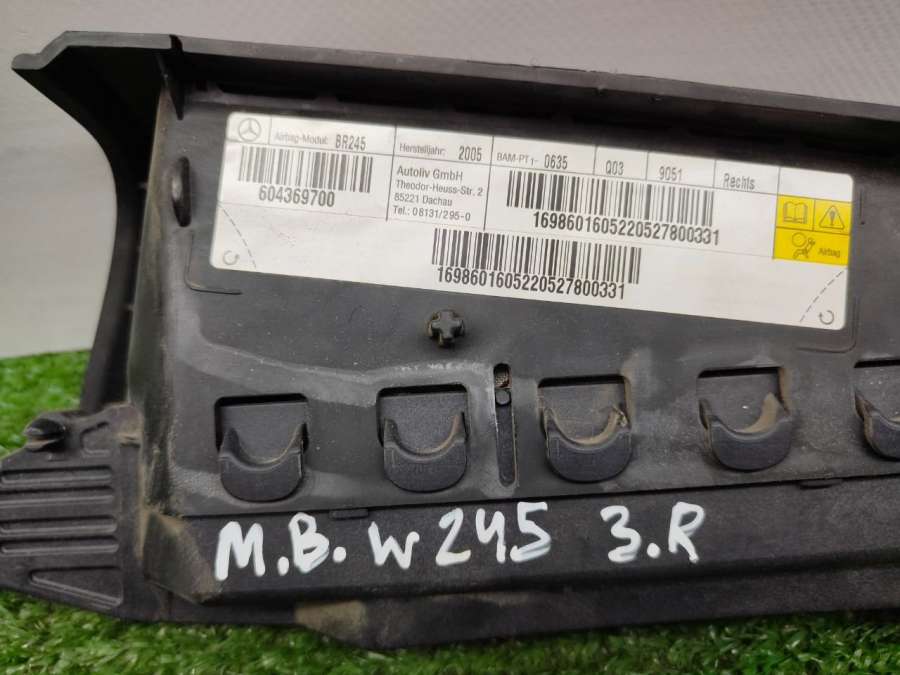 Airbag-Modul: BR245
604369700
Herstelljahr: 2005
Autoliv GmbH
Theodor-Heuss-Str. 2
85221 Dachau
Tel.: 08131/295-0
BAM-PT1- 0635 Q03 9051 Rechts
1698601605220527800331
Airbag
1698601605220527800331
M.B. W245 3.R